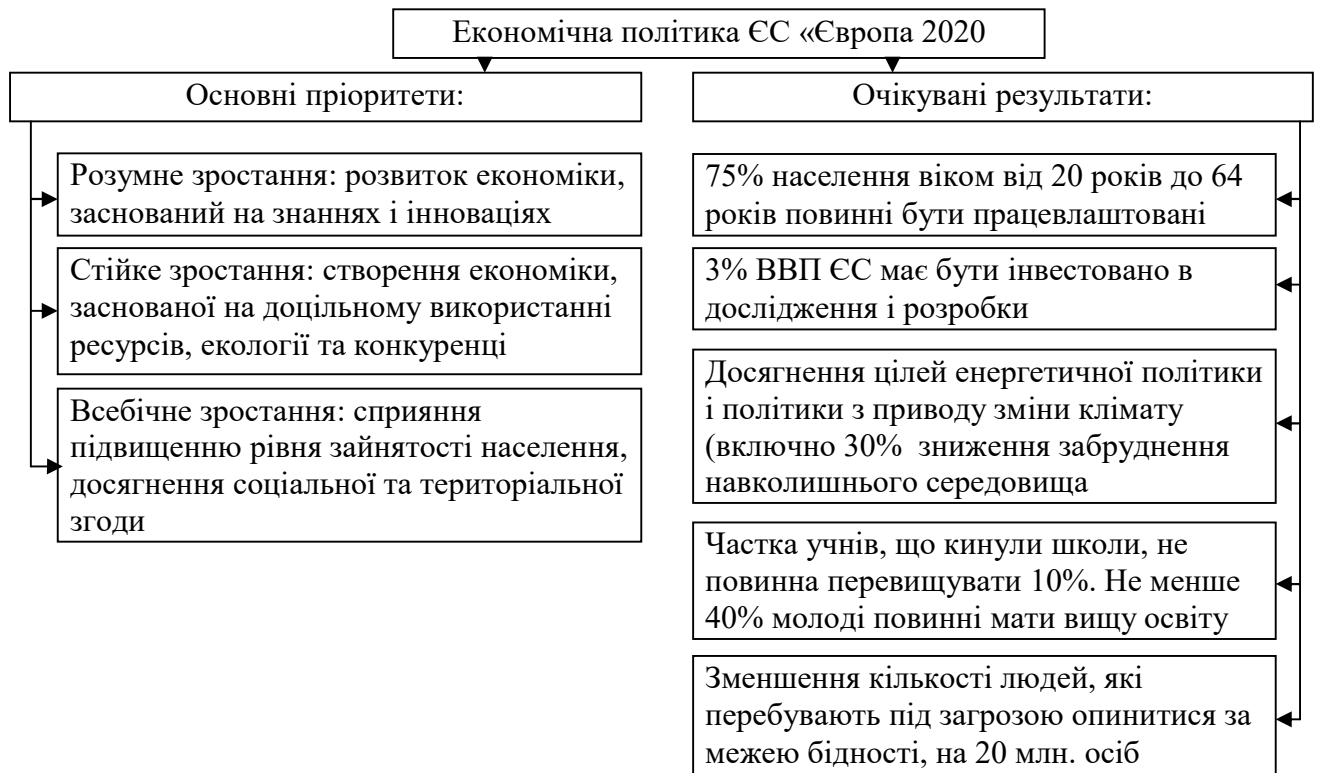 Економічна політика ЄС «Європа 2020
Основні пріоритети:
Розумне зростання: розвиток економіки,
заснований на знаннях і інноваціях
Стійке зростання: створення економіки,
заснованої на доцільному використанні
ресурсів, екології та конкуренці
Всебічне зростання: сприяння
підвищенню рівня зайнятості населення,
досягнення соціальної та територіальної
згоди
Очікувані результати:
75% населення віком від 20 років до 64
років повинні бути працевлаштовані
3% ВВП ЄС має бути інвестовано в
дослідження і розробки
Досягнення цілей енергетичної політики
і політики з приводу зміни клімату
(включно 30% зниження забруднення
навколишнього середовища
Частка учнів, що кинули школи, не
повинна перевищувати 10%. Не менше
40% молоді повинні мати вищу освіту
Зменшення кількості людей, які
перебувають під загрозою опинитися за
межею бідності, на 20 млн. осіб